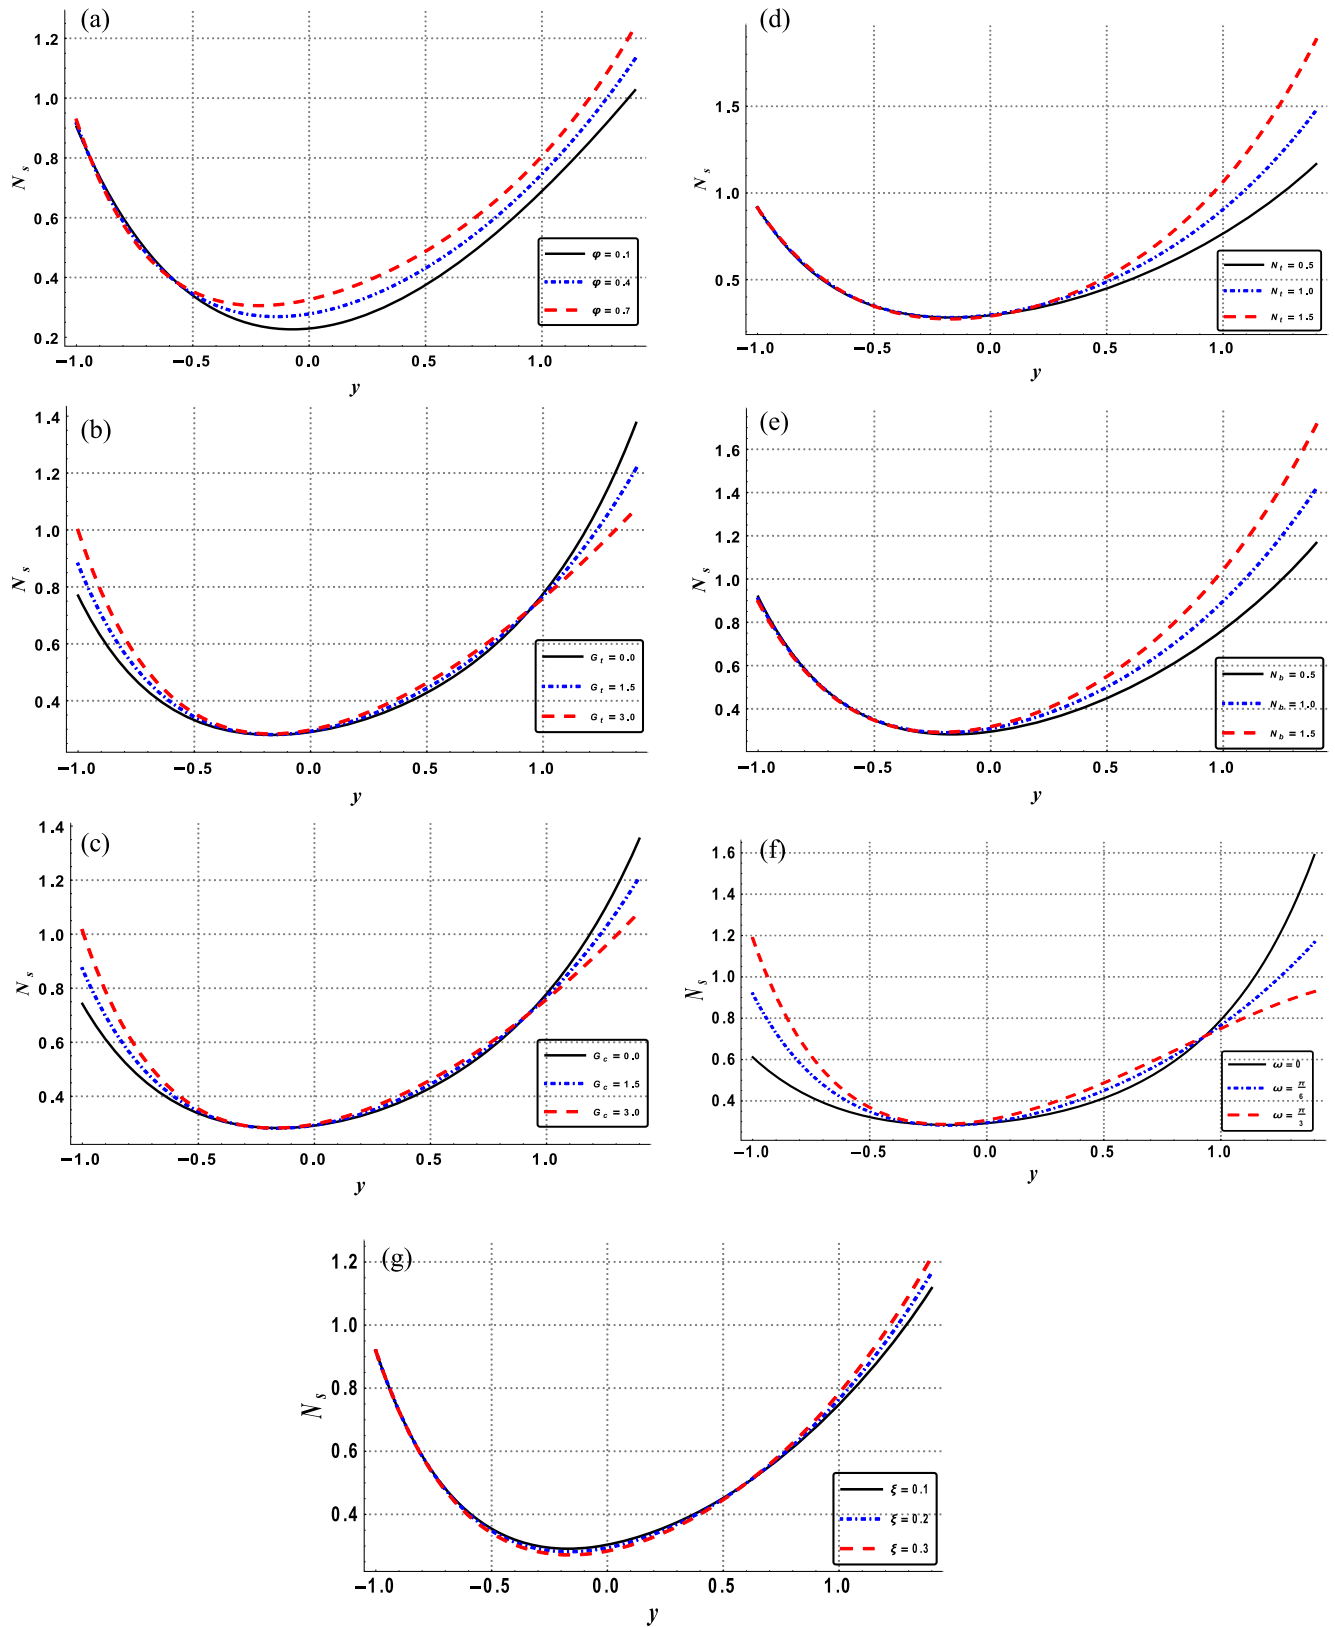 (a)
1.2
1.0
0.8
0.6
0.4
0.2
N s
−1.0 −0.5 0.0 0.5 1.0
y
φ = 0.1
φ = 0.4
φ = 0.7
(d)
1.5
1.0
0.5
N s
−1.0 −0.5 0.0 0.5 1.0
y
N t = 0.5
N t = 1.0
N t = 1.5
(b)
1.4
1.2
1.0
0.8
0.6
0.4
N s
−1.0 −0.5 0.0 0.5 1.0
y
G t = 0.0
G t = 1.5
G t = 3.0
(e)
1.6
1.4
1.2
1.0
0.8
0.6
0.4
N s
−1.0 −0.5 0.0 0.5 1.0
y
N b = 0.5
N b = 1.0
N b = 1.5
(c)
1.4
1.2
1.0
0.8
0.6
0.4
N s
−1.0 −0.5 0.0 0.5 1.0
y
G c = 0.0
G c = 1.5
G c = 3.0
(f)
1.6
1.4
1.2
1.0
0.8
0.6
0.4
N s
−1.0 −0.5 0.0 0.5 1.0
y
ω = 0
ω = π/6
ω = π/3
(g)
1.2
1.0
0.8
0.6
0.4
N s
−1.0 −0.5 0.0 0.5 1.0
y
ξ = 0.1
ξ = 0.2
ξ = 0.3